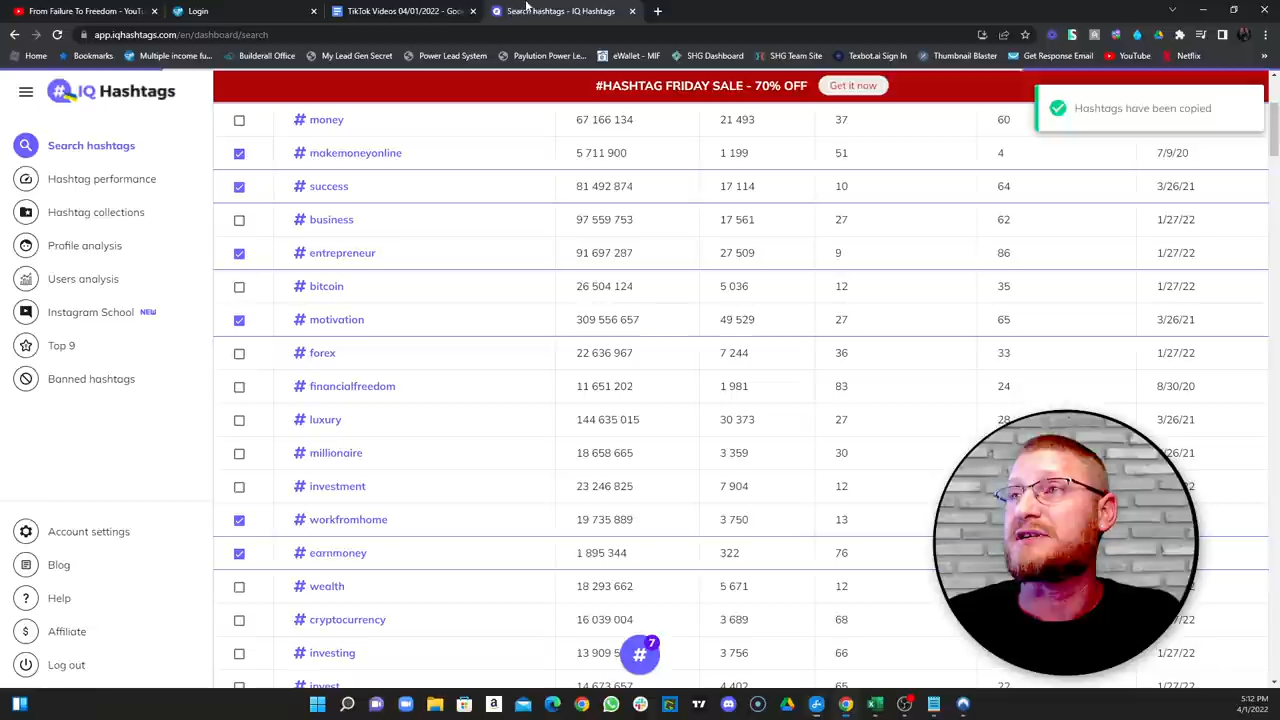 From Failure To Freedom - YouTu
Login
TikTok Videos 04/01/2022 - Goo
Search hashtags - IQ Hashtags
app.iqhashtags.com/en/dashboard/search
Home
Bookmarks
Multiple income fu...
Builderall Office
My Lead Gen Secret
Power Lead System
Paylution Power Le...
eWallet - MIF
SHG Dashboard
SHG Team Site
Textbot.ai Sign In
Thumbnail Blaster
Get Response Email
YouTube
Netflix
IQ Hashtags
#HASHTAG FRIDAY SALE - 70% OFF
Get it now
Hashtags have been copied
Search hashtags
Hashtag performance
Hashtag collections
Profile analysis
Users analysis
Instagram School NEW
Top 9
Banned hashtags
Account settings
Blog
Help
Affiliate
Log out
# money 67 166 134 21 493 37 60
# makemoneyonline 5 711 900 1 199 51 4 7/9/20
# success 81 492 874 17 114 10 64 3/26/21
# business 97 559 753 17 561 27 62 1/27/22
# entrepreneur 91 697 287 27 509 9 86 1/27/22
# bitcoin 26 504 124 5 036 12 35 1/27/22
# motivation 309 556 657 49 529 27 65 3/26/21
# forex 22 636 967 7 244 36 33 1/27/22
# financialfreedom 11 651 202 1 981 83 24 8/30/20
# luxury 144 635 015 30 373 27 28 3/26/21
# millionaire 18 658 665 3 359 30
# investment 23 246 825 7 904 12
# workfromhome 19 735 889 3 750 13
# earnmoney 1 895 344 322 76
# wealth 18 293 662 5 671 12
# cryptocurrency 16 039 004 3 689 68
# investing 13 909 3 756 66 1/27/22
# invest 14 673 657 4 402 65 22
# 7
5:12 PM
4/1/2022